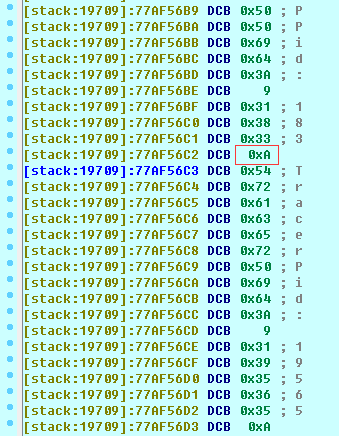 [stack:19709]:77AF56B9 DCB 0x50 ; P
[stack:19709]:77AF56BA DCB 0x50 ; P
[stack:19709]:77AF56BB DCB 0x69 ; i
[stack:19709]:77AF56BC DCB 0x64 ; d
[stack:19709]:77AF56BD DCB 0x3A ; :
[stack:19709]:77AF56BE DCB 9
[stack:19709]:77AF56BF DCB 0x31 ; 1
[stack:19709]:77AF56C0 DCB 0x38 ; 8
[stack:19709]:77AF56C1 DCB 0x33 ; 3
[stack:19709]:77AF56C2 DCB 0xA
[stack:19709]:77AF56C3 DCB 0x54 ; T
[stack:19709]:77AF56C4 DCB 0x72 ; r
[stack:19709]:77AF56C5 DCB 0x61 ; a
[stack:19709]:77AF56C6 DCB 0x63 ; c
[stack:19709]:77AF56C7 DCB 0x65 ; e
[stack:19709]:77AF56C8 DCB 0x72 ; r
[stack:19709]:77AF56C9 DCB 0x50 ; P
[stack:19709]:77AF56CA DCB 0x69 ; i
[stack:19709]:77AF56CB DCB 0x64 ; d
[stack:19709]:77AF56CC DCB 0x3A ; :
[stack:19709]:77AF56CD DCB 9
[stack:19709]:77AF56CE DCB 0x31 ; 1
[stack:19709]:77AF56CF DCB 0x39 ; 9
[stack:19709]:77AF56D0 DCB 0x35 ; 5
[stack:19709]:77AF56D1 DCB 0x36 ; 6
[stack:19709]:77AF56D2 DCB 0x35 ; 5
[stack:19709]:77AF56D3 DCB 0xA